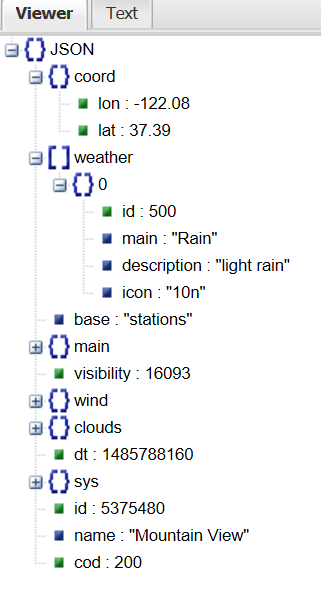 Viewer Text
JSON
coord
lon : -122.08
lat : 37.39
weather
0
id : 500
main : "Rain"
description : "light rain"
icon : "10n"
base : "stations"
main
visibility : 16093
wind
clouds
dt : 1485788160
sys
id : 5375480
name : "Mountain View"
cod : 200